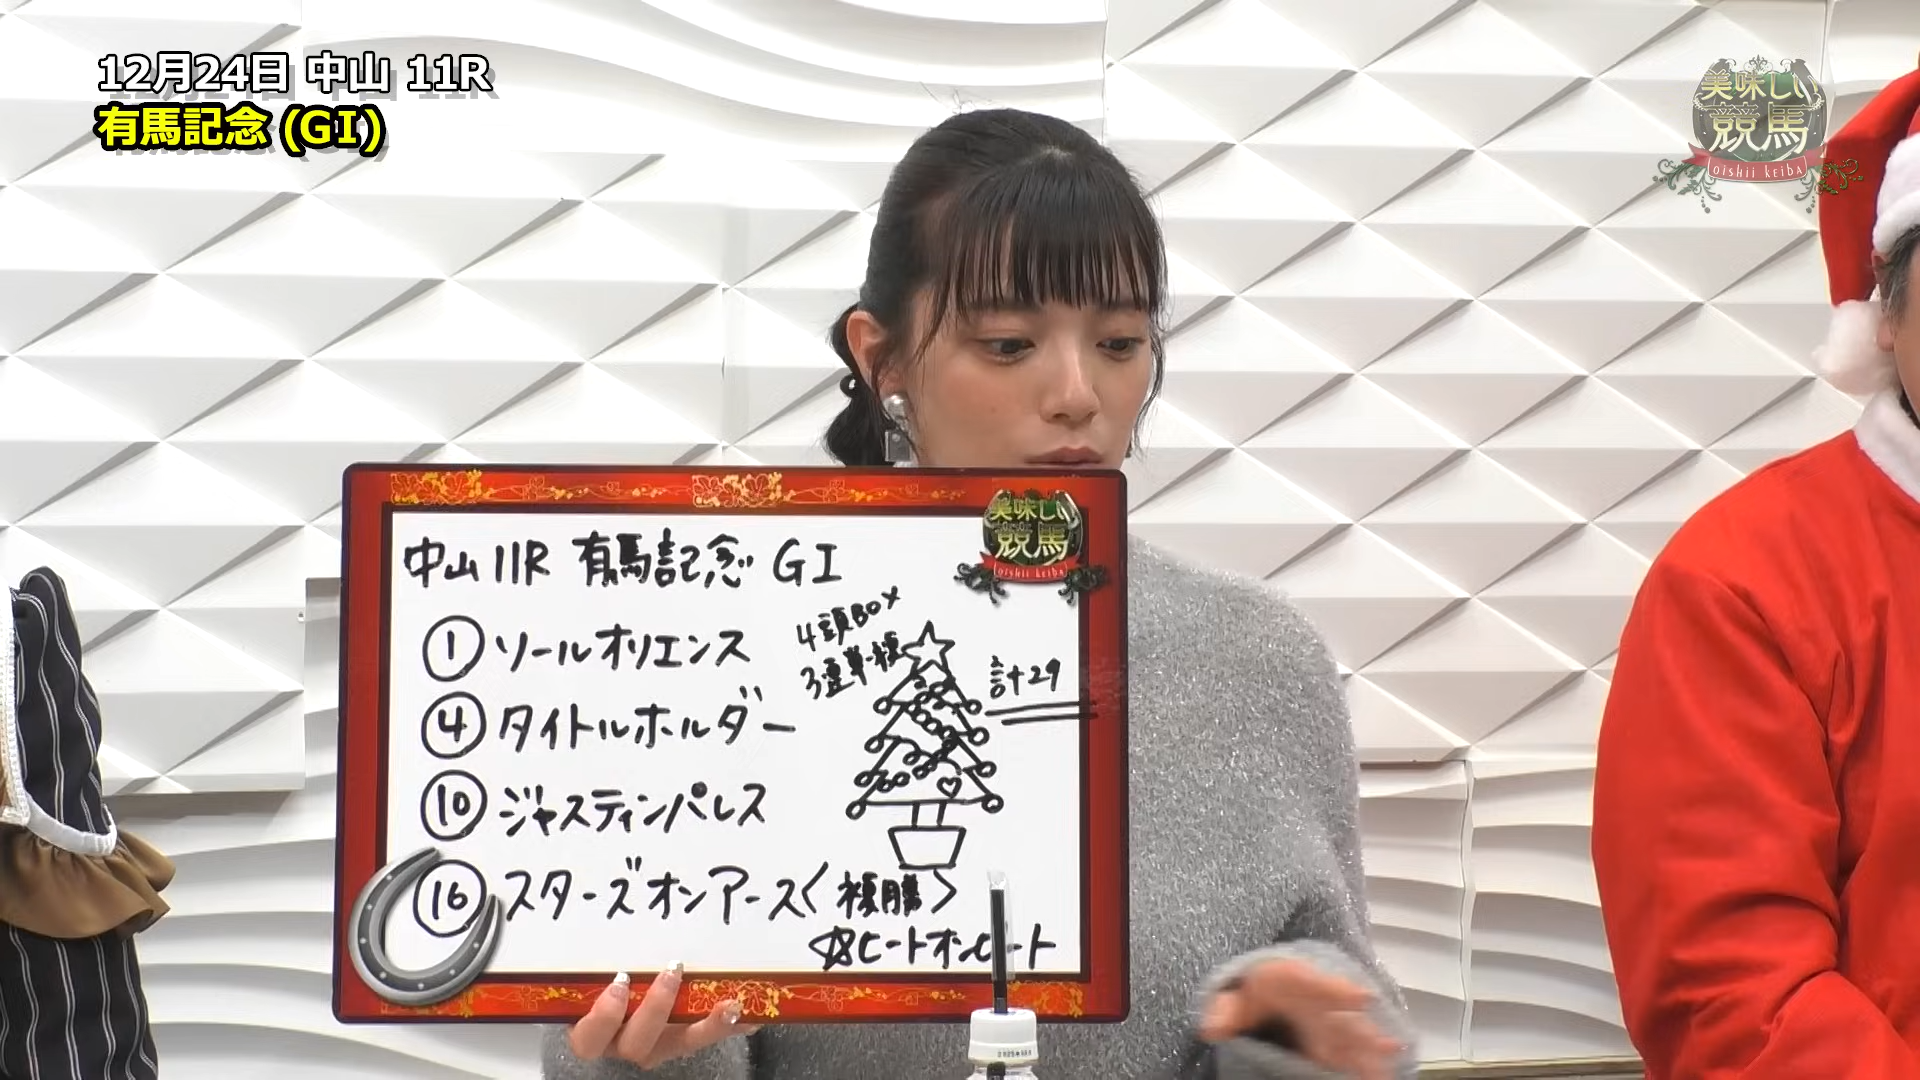 12月24日 中山 11R
有馬記念 (GI)
美味しい
競馬
oishii keiba
美味しい
競馬
oishii keiba
中山11R 有馬記念 GI
① ソールオリエンス
4頭BOX
3連単・複
計29
④ タイトルホルダー
⑩ ジャスティンパレス
⑯ スターズオンアース〈複勝〉
☆8ヒートオンビート